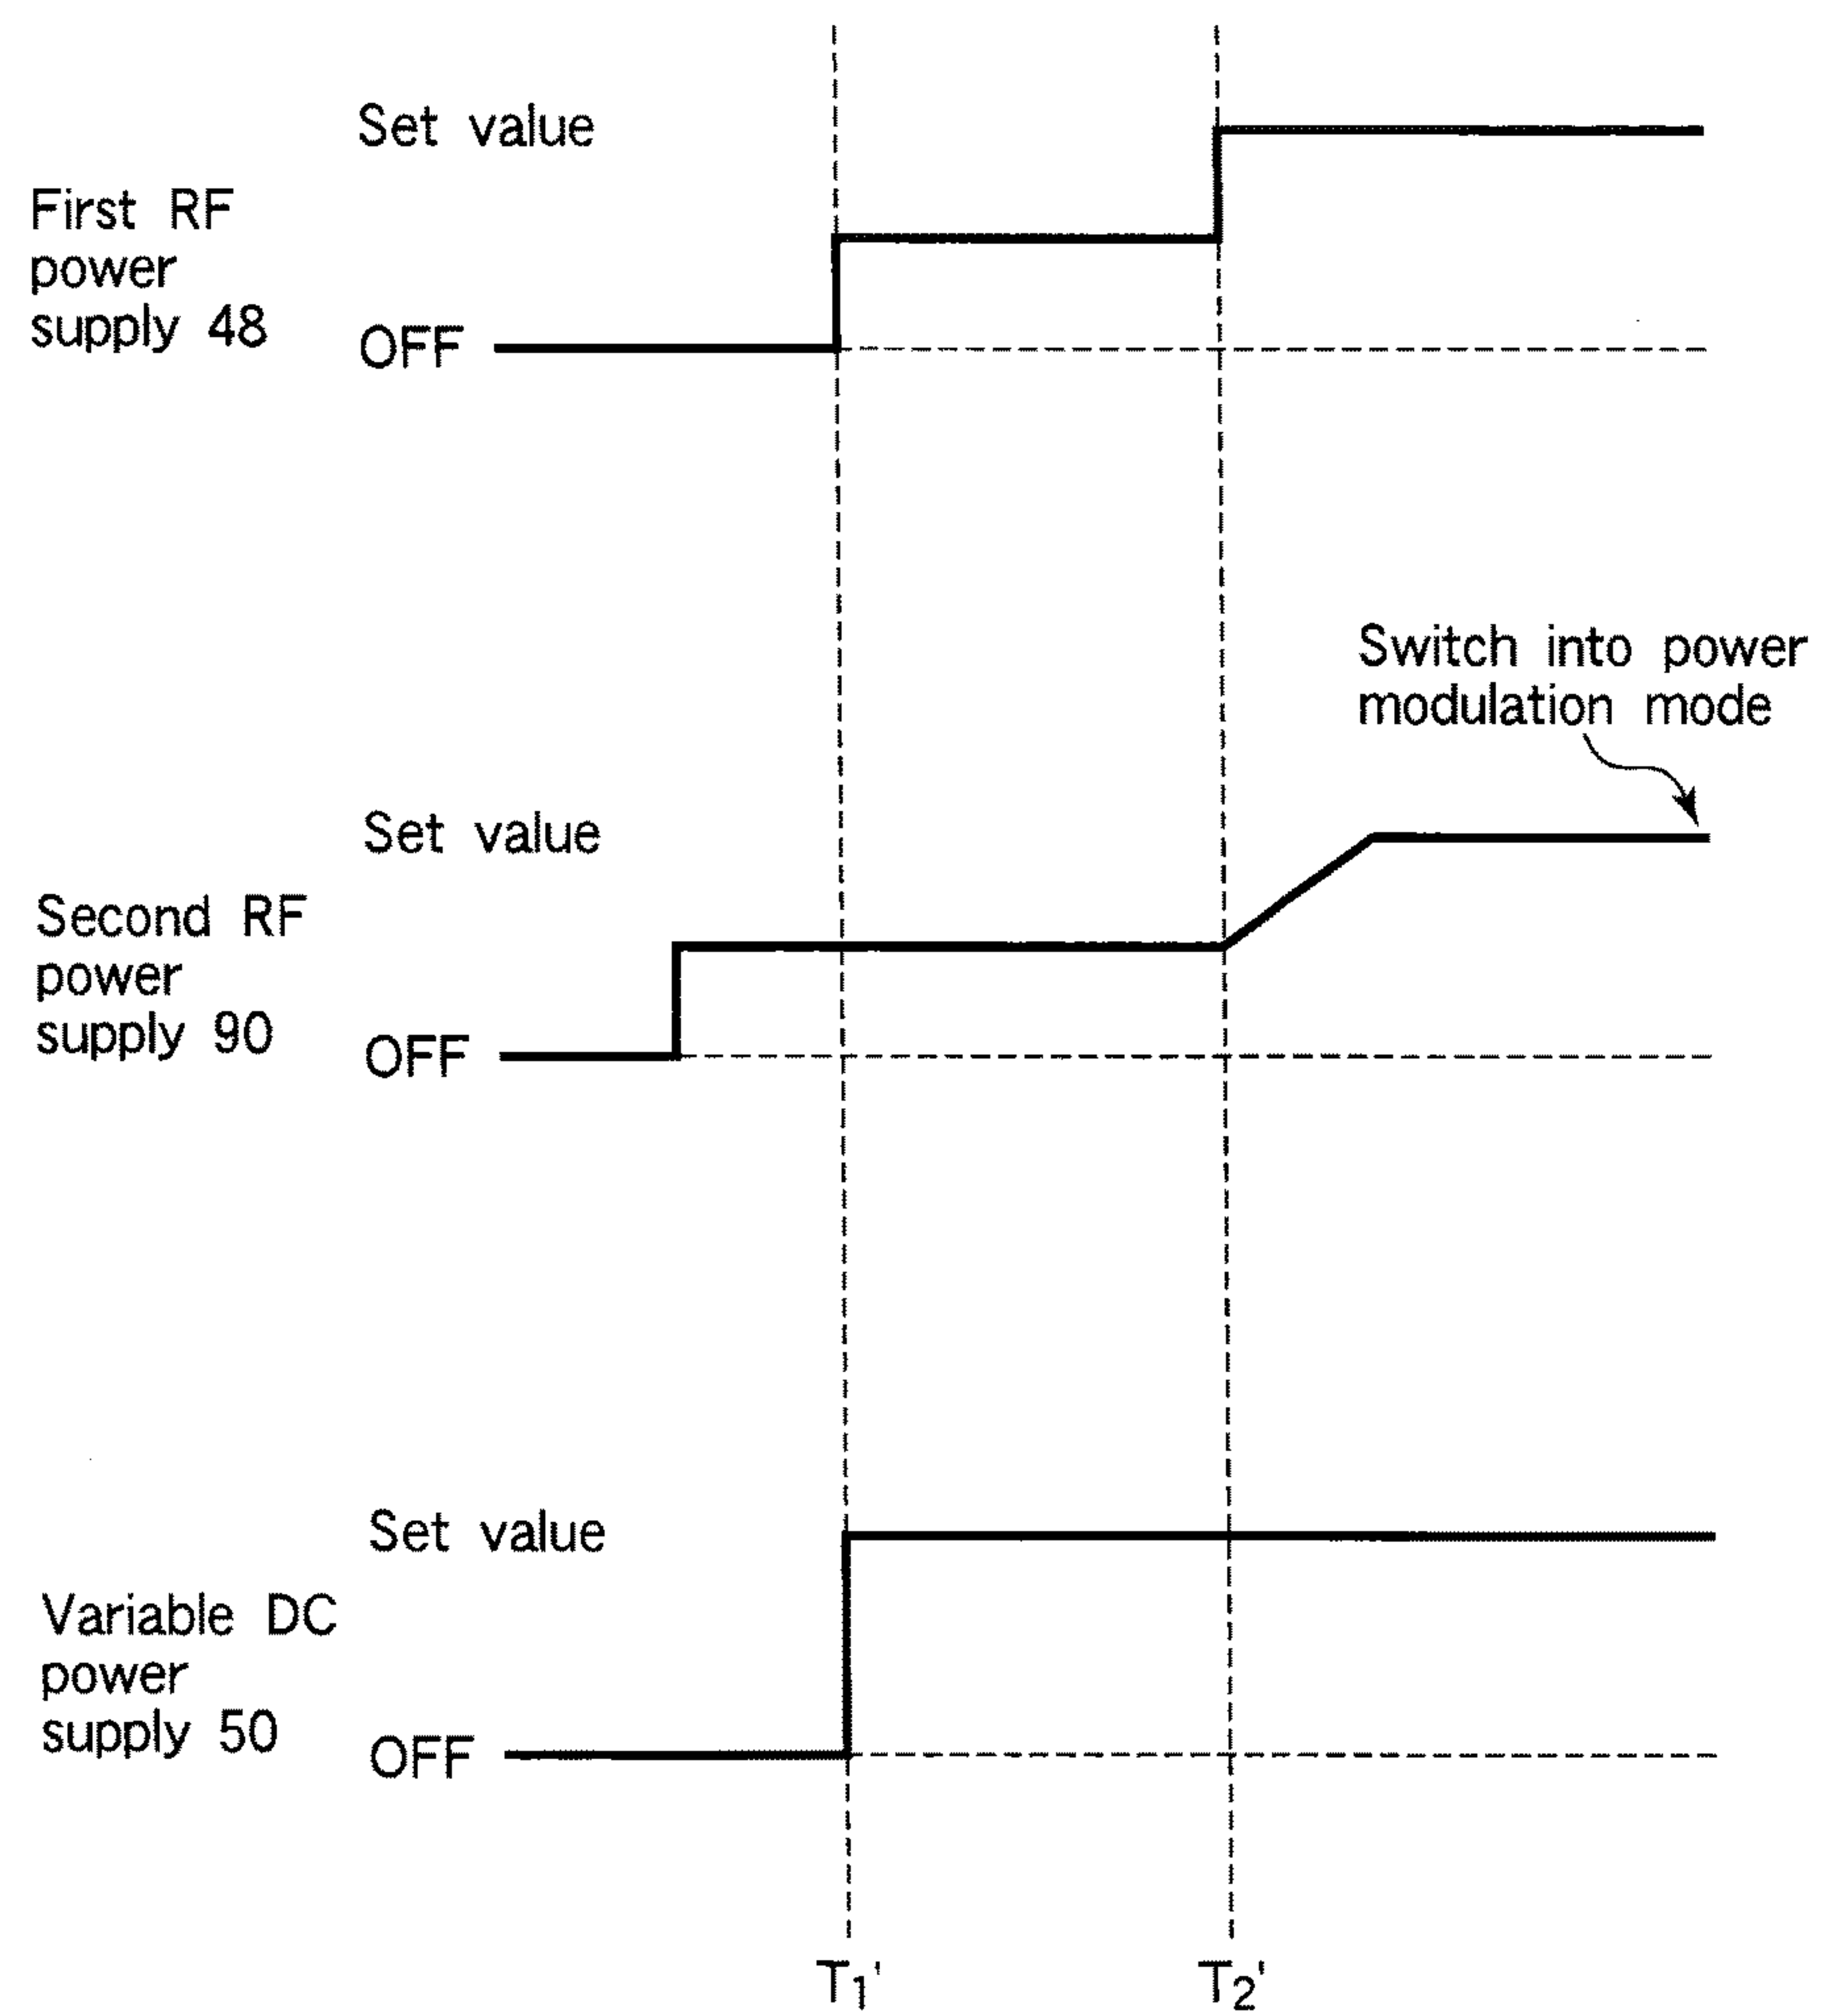 Set value
First RF
power
supply 48
OFF
Switch into power
modulation mode
Set value
Second RF
power
supply 90
OFF
Set value
Variable DC
power
supply 50
OFF
T1'
T2'